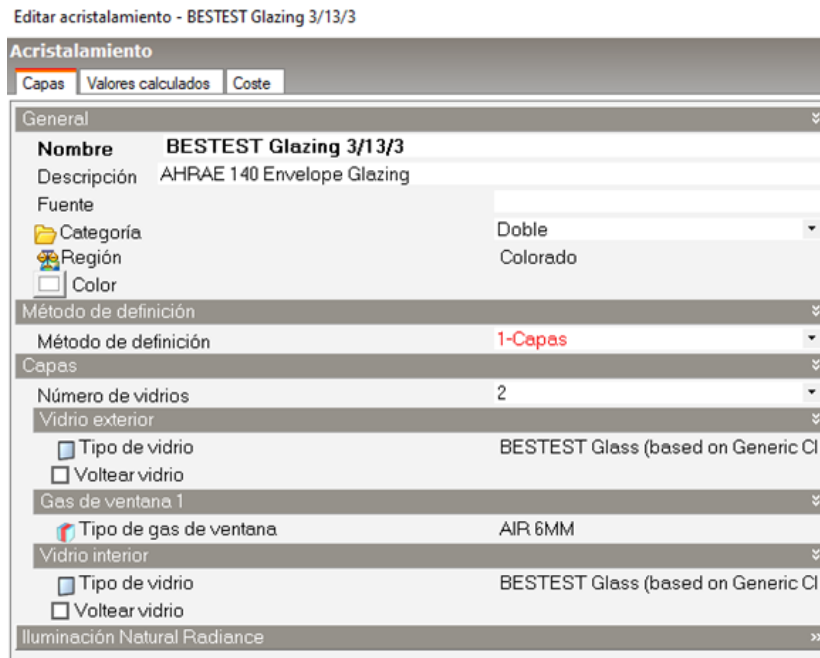 Editar acristalamiento - BESTEST Glazing 3/13/3
Acristalamiento
Capas Valores calculados Coste
General
Nombre BESTEST Glazing 3/13/3
Descripción AHRAE 140 Envelope Glazing
Fuente
Categoría Doble
Región Colorado
Color
Método de definición
Método de definición 1-Capas
Capas
Número de vidrios 2
Vidrio exterior
Tipo de vidrio BESTEST Glass (based on Generic Cl
Voltear vidrio
Gas de ventana 1
Tipo de gas de ventana AIR 6MM
Vidrio interior
Tipo de vidrio BESTEST Glass (based on Generic Cl
Voltear vidrio
Iluminación Natural Radiance